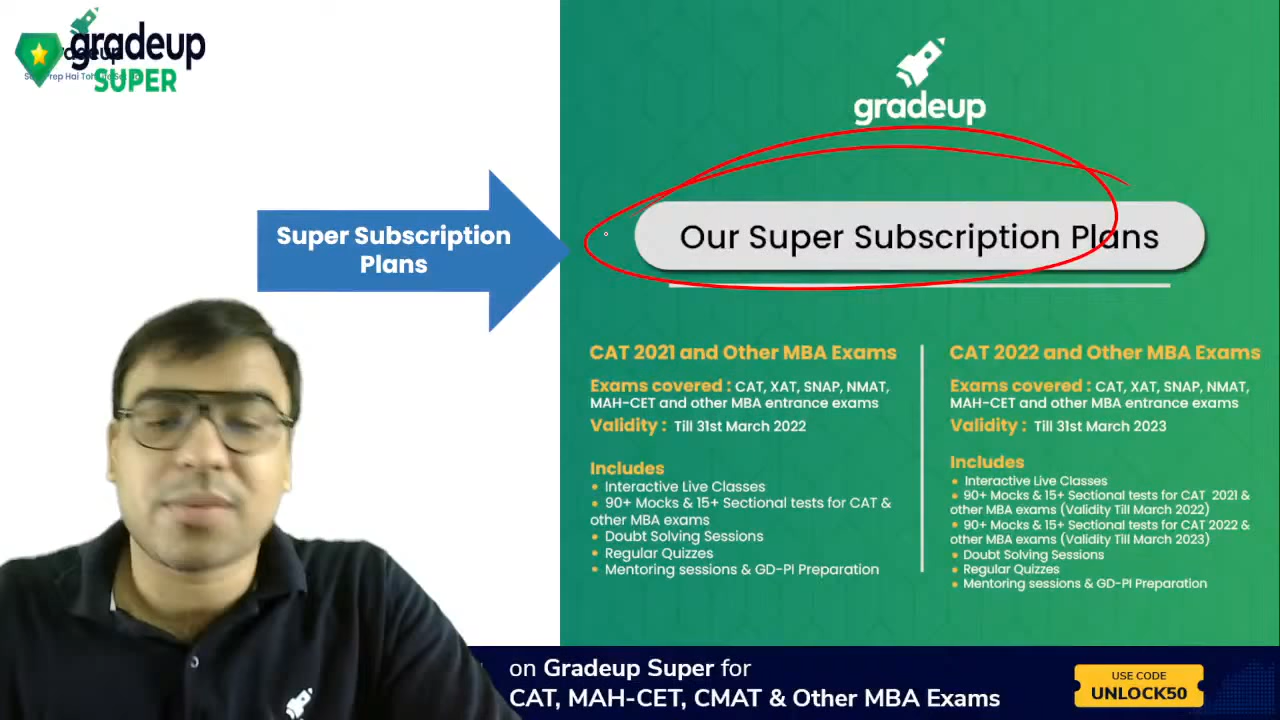 gradeup
SUPER
gradeup
Our Super Subscription Plans
Super Subscription
Plans
CAT 2021 and Other MBA Exams
Exams covered : CAT, XAT, SNAP, NMAT,
MAH-CET and other MBA entrance exams
Validity : Till 31st March 2022
Includes
• Interactive Live Classes
• 90+ Mocks & 15+ Sectional tests for CAT &
other MBA exams
• Doubt Solving Sessions
• Regular Quizzes
• Mentoring sessions & GD-PI Preparation
CAT 2022 and Other MBA Exams
Exams covered : CAT, XAT, SNAP, NMAT,
MAH-CET and other MBA entrance exams
Validity : Till 31st March 2023
Includes
• Interactive Live Classes
• 90+ Mocks & 15+ Sectional tests for CAT 2021 &
other MBA exams (Validity Till March 2022)
• 90+ Mocks & 15+ Sectional tests for CAT 2022 &
other MBA exams (Validity Till March 2023)
• Doubt Solving Sessions
• Regular Quizzes
• Mentoring sessions & GD-PI Preparation
on Gradeup Super for
CAT, MAH-CET, CMAT & Other MBA Exams
USE CODE
UNLOCK50